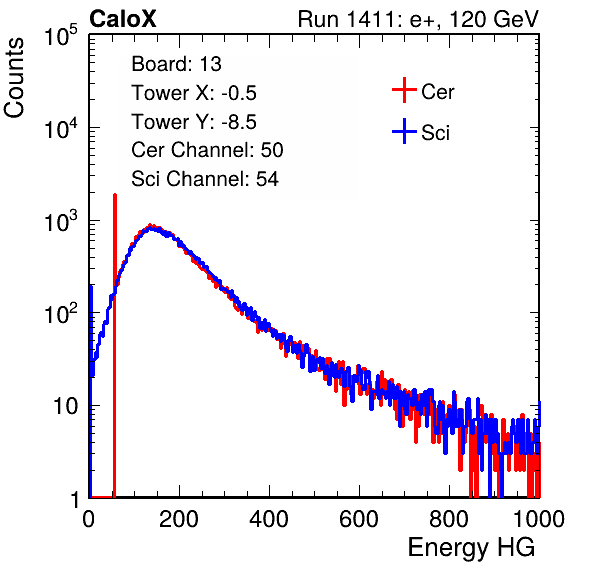 CaloX Run 1411: e+, 120 GeV
Counts
Board: 13
Tower X: -0.5
Tower Y: -8.5
Cer Channel: 50
Sci Channel: 54
Cer
Sci
10^5
10^4
10^3
10^2
10
1
0 200 400 600 800 1000
Energy HG